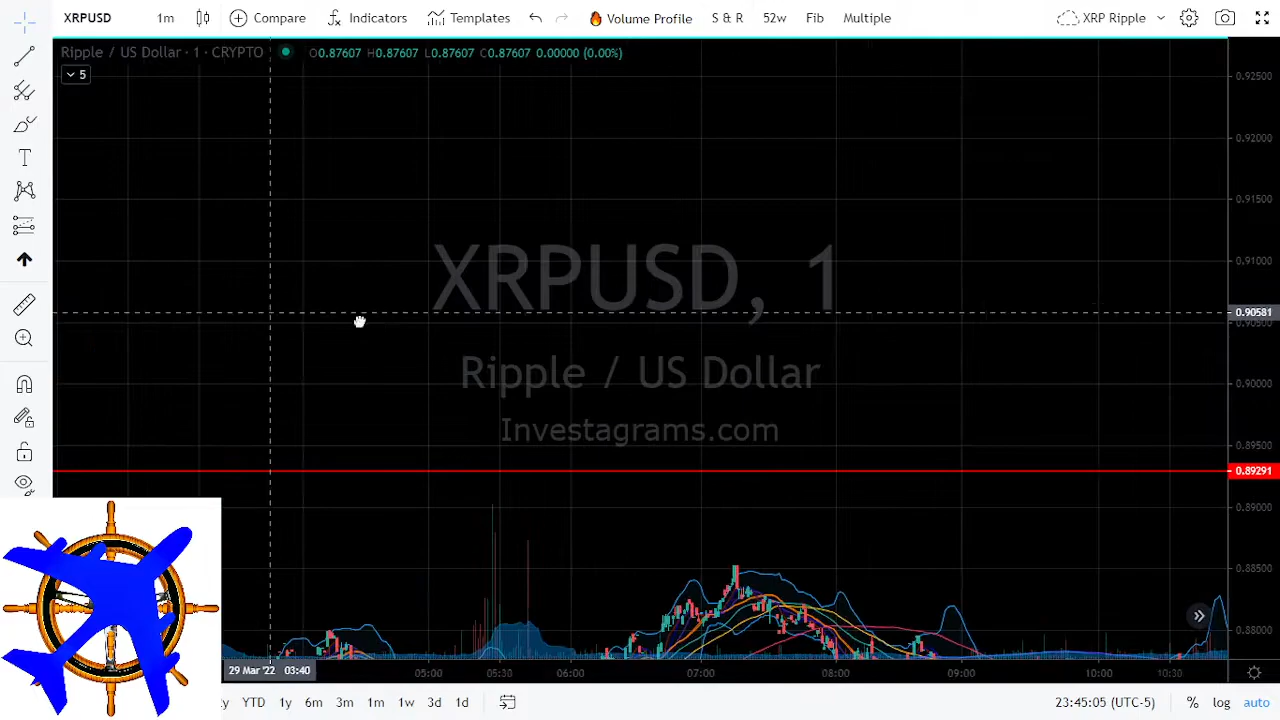 XRPUSD 1m Compare Indicators Templates Volume Profile S & R 52w Fib Multiple XRP Ripple
Ripple / US Dollar · 1 · CRYPTO O0.87607 H0.87607 L0.87607 C0.87607 0.00000 (0.00%)
5
0.92500
0.92000
0.91500
0.91000
0.90581
0.90000
0.89500
0.89291
0.89000
0.88500
0.88000
XRPUSD, 1
Ripple / US Dollar
Investagrams.com
29 Mar '22 03:40 05:00 05:30 06:00 07:00 08:00 09:00 10:00 10:30
YTD 1y 6m 3m 1m 1w 3d 1d 23:45:05 (UTC-5) % log auto